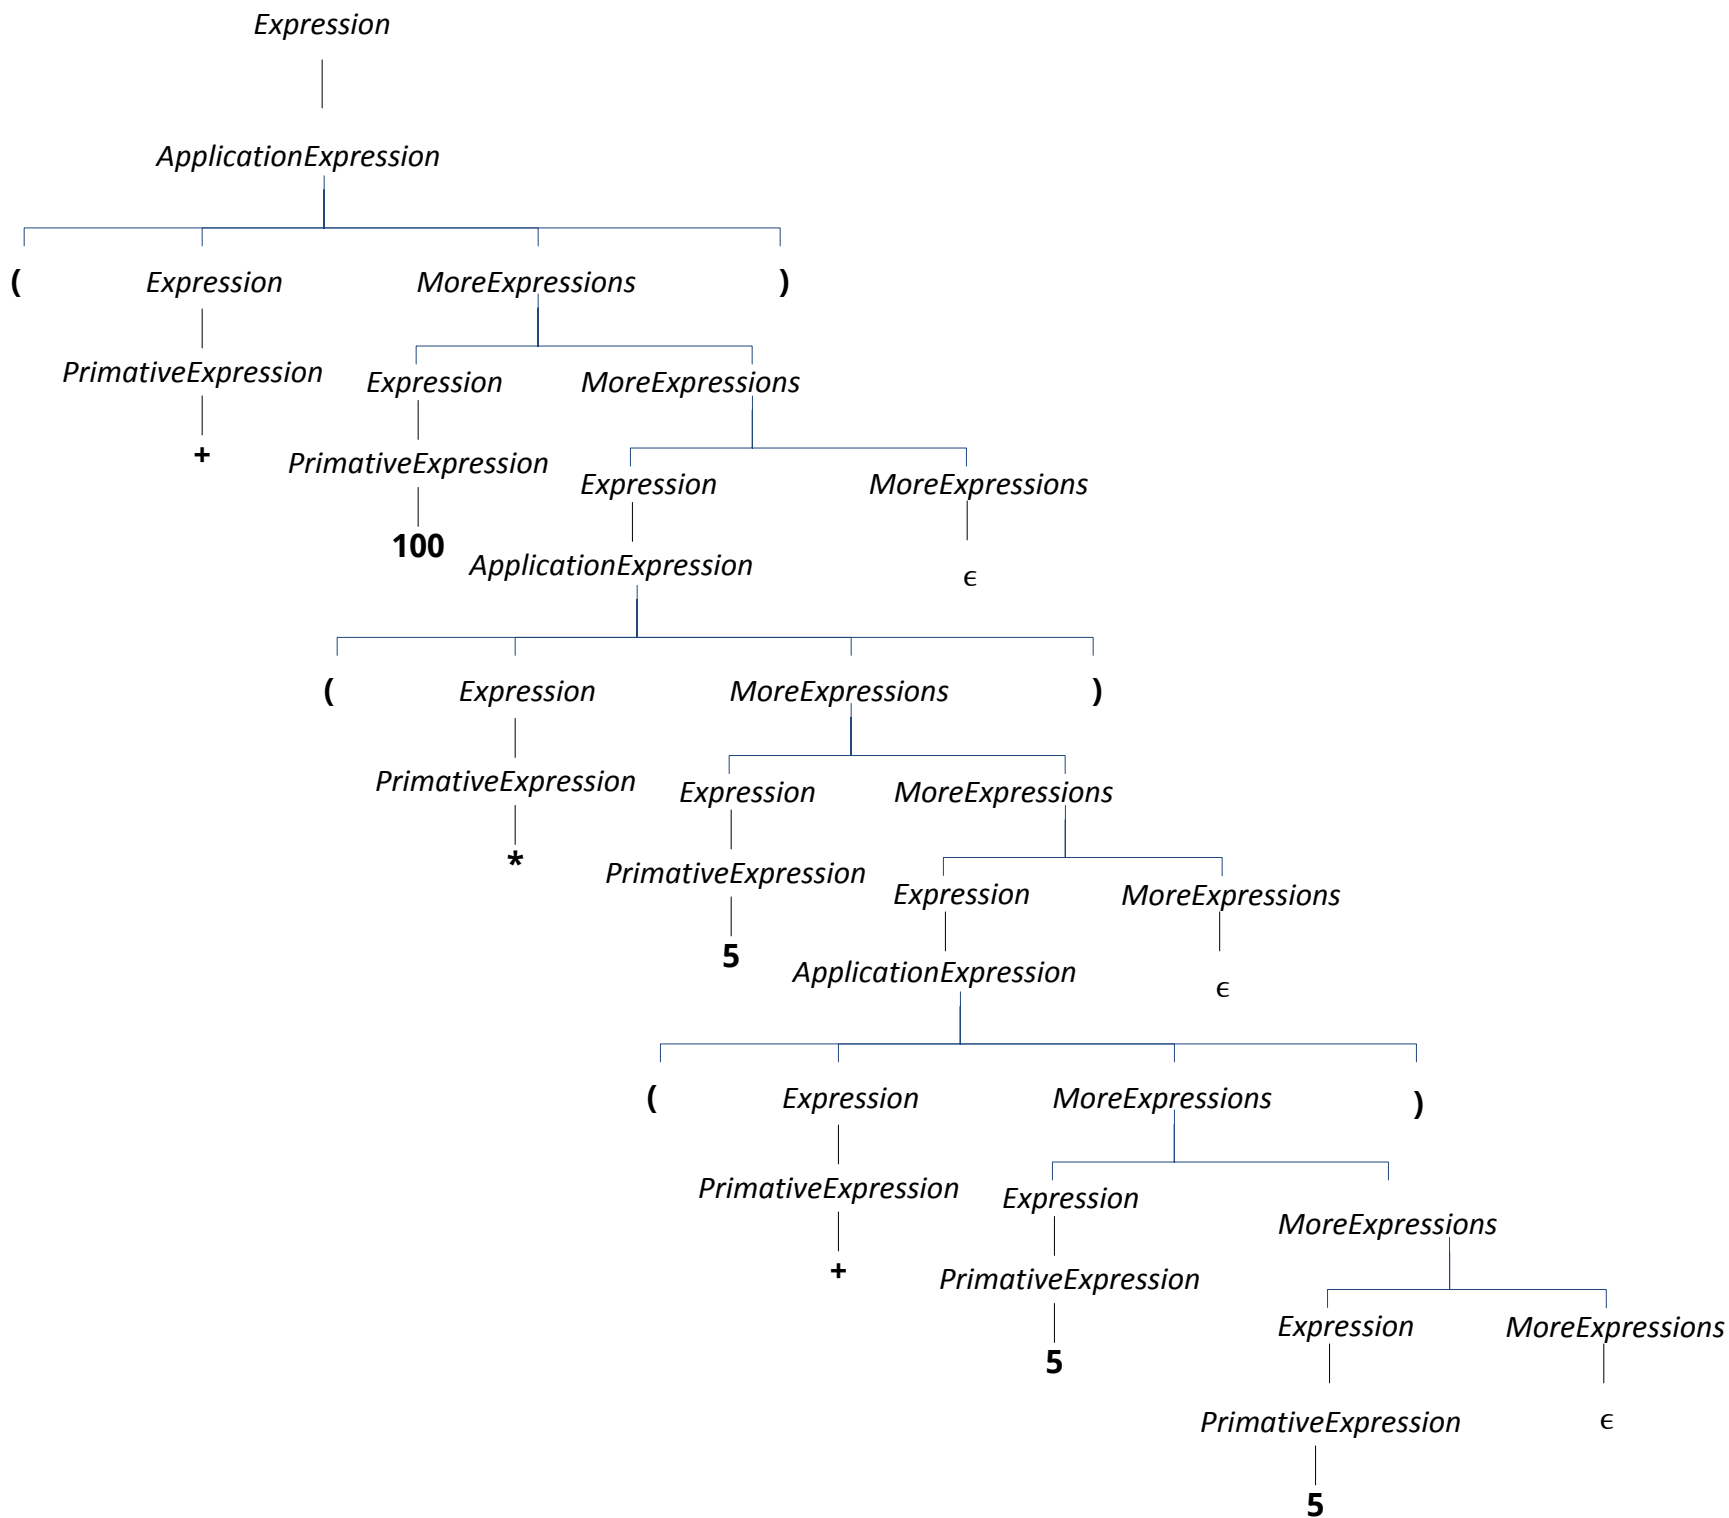 Expression
ApplicationExpression
( Expression MoreExpressions )
PrimativeExpression Expression MoreExpressions
+ PrimativeExpression Expression MoreExpressions
100 ApplicationExpression ϵ
( Expression MoreExpressions )
PrimativeExpression Expression MoreExpressions
* PrimativeExpression Expression MoreExpressions
5 ApplicationExpression ϵ
( Expression MoreExpressions )
PrimativeExpression Expression MoreExpressions
+ PrimativeExpression Expression MoreExpressions
5 PrimativeExpression ϵ
5